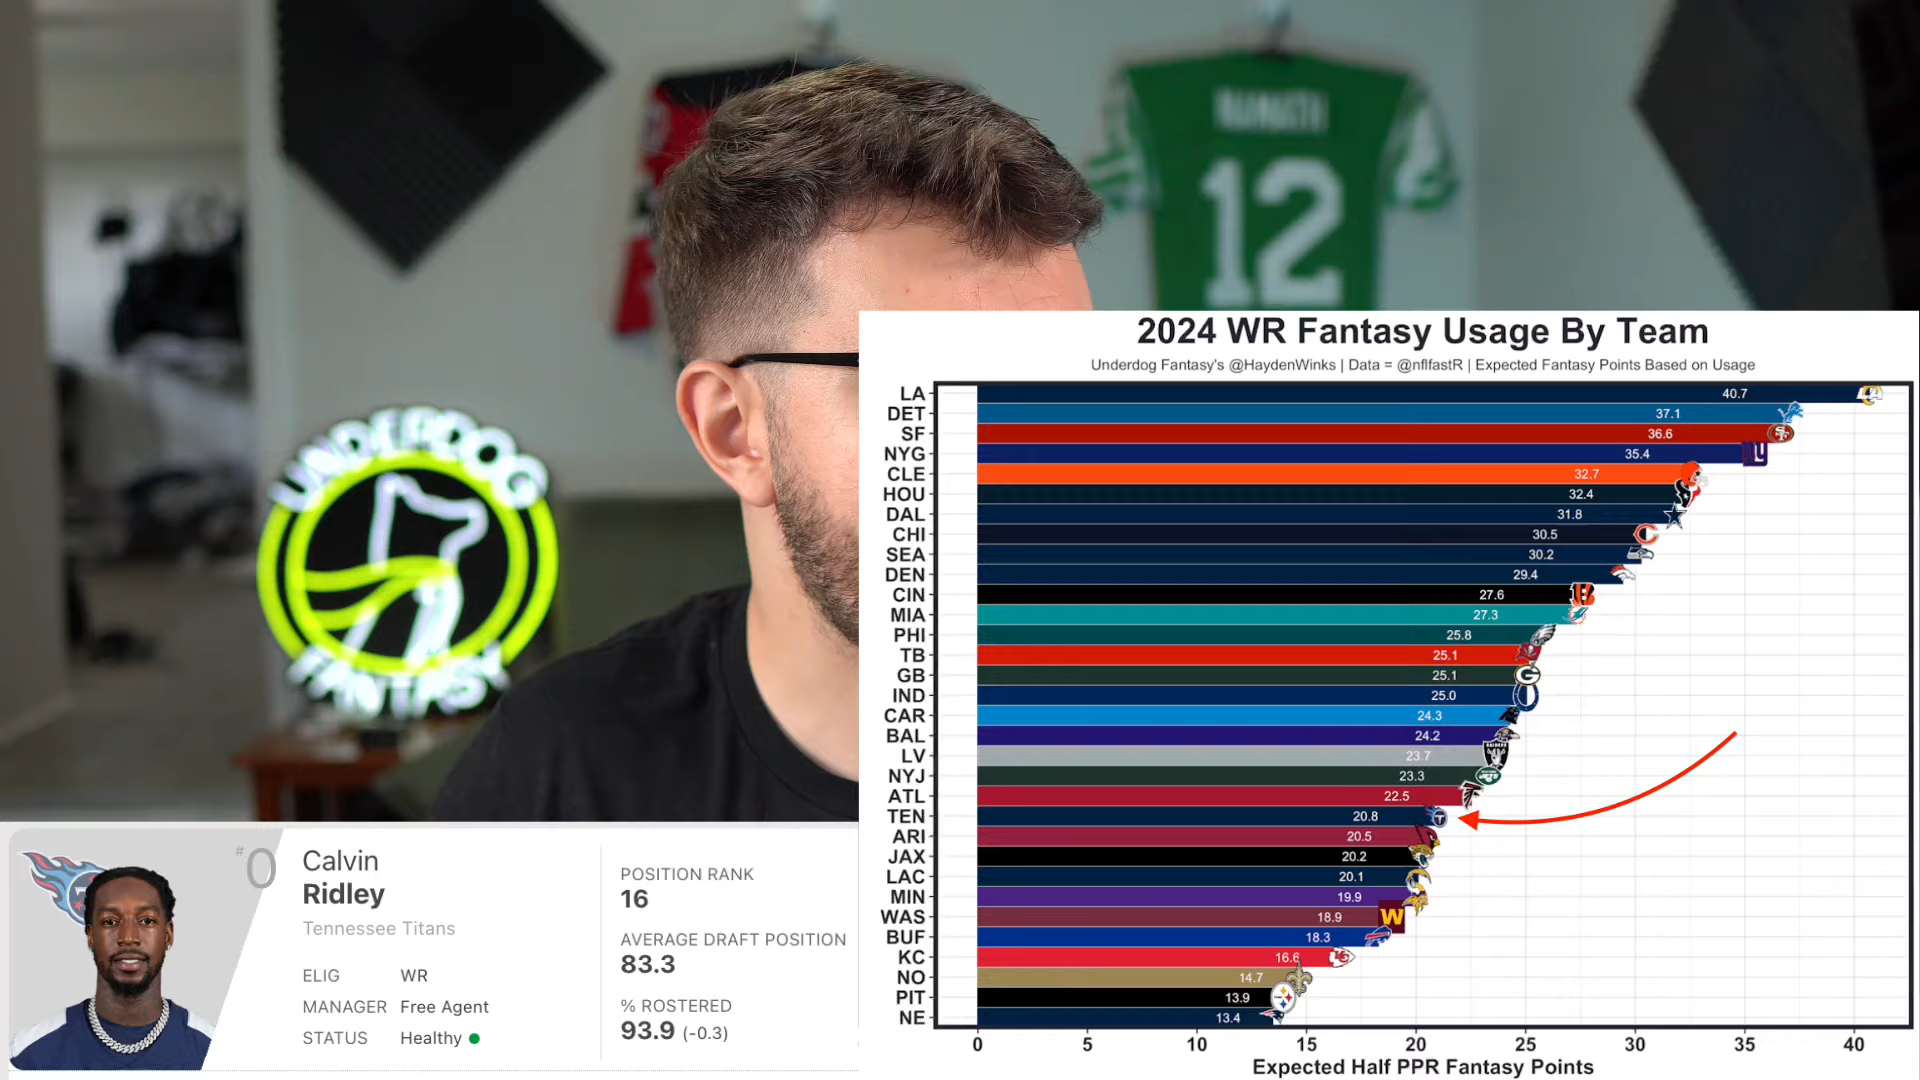 NAMATH
12
UNDERDOG
FANTASY
2024 WR Fantasy Usage By Team
Underdog Fantasy's @HaydenWinks | Data = @nflfastR | Expected Fantasy Points Based on Usage
LA 40.7
DET 37.1
SF 36.6
NYG 35.4
CLE 32.7
HOU 32.4
DAL 31.8
CHI 30.5
SEA 30.2
DEN 29.4
CIN 27.6
MIA 27.3
PHI 25.8
TB 25.1
GB 25.1
IND 25.0
CAR 24.3
BAL 24.2
LV 23.7
NYJ 23.3
ATL 22.5
TEN 20.8
ARI 20.5
JAX 20.2
LAC 20.1
MIN 19.9
WAS 18.9 W
BUF 18.3
KC 16.6
NO 14.7
PIT 13.9
NE 13.4
0 5 10 15 20 25 30 35 40
Expected Half PPR Fantasy Points
#0
Calvin
Ridley
Tennessee Titans
ELIG WR
MANAGER Free Agent
STATUS Healthy
POSITION RANK
16
AVERAGE DRAFT POSITION
83.3
% ROSTERED
93.9 (-0.3)